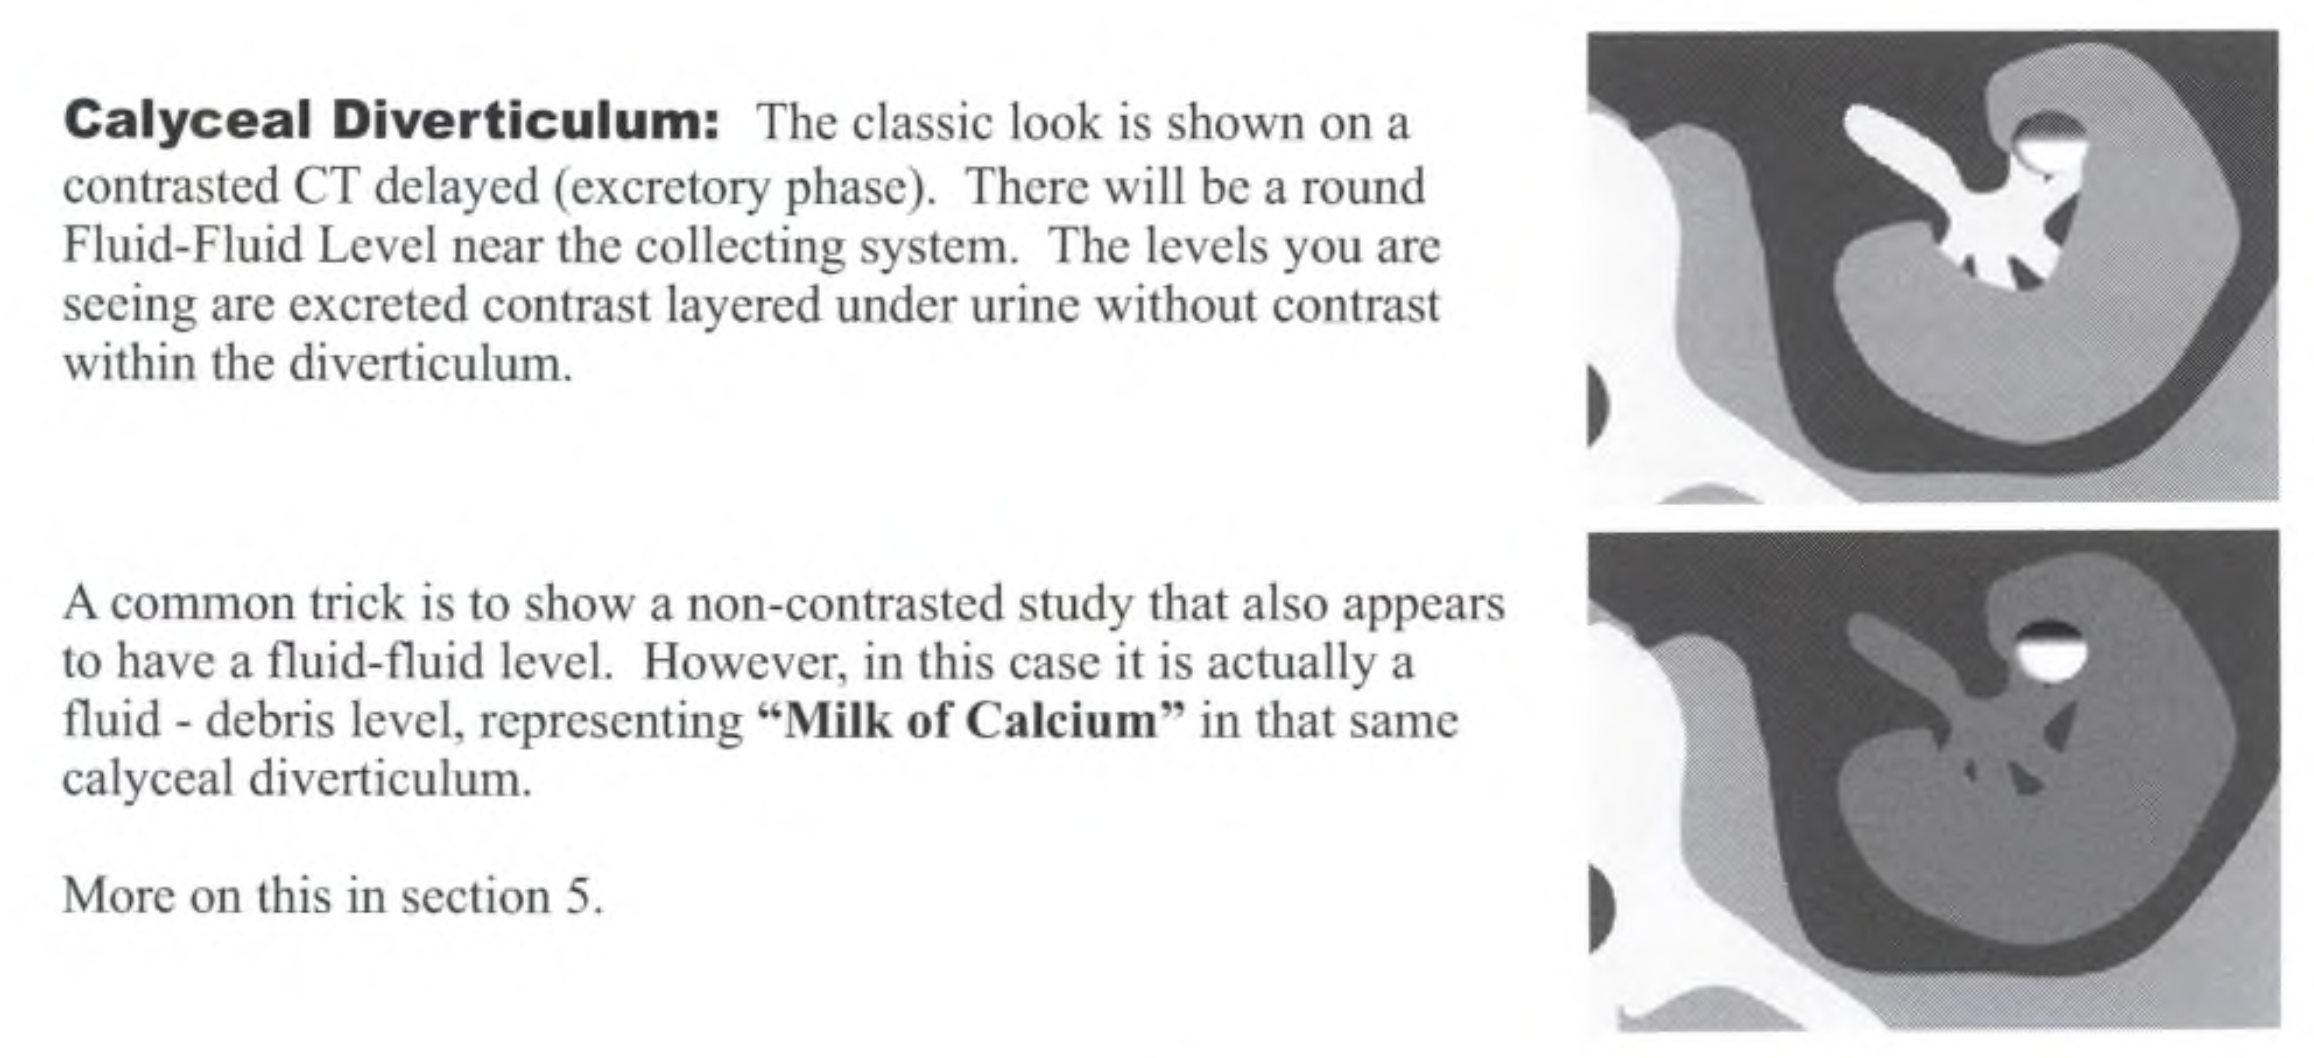 Calyceal Diverticulum: The classic look is shown on a
contrasted CT delayed (excretory phase). There will be a round
Fluid-Fluid Level near the collecting system. The levels you are
seeing are excreted contrast layered under urine without contrast
within the diverticulum.
A common trick is to show a non-contrasted study that also appears
to have a fluid-fluid level. However, in this case it is actually a
fluid - debris level, representing “Milk of Calcium” in that same
calyceal diverticulum.
More on this in section 5.